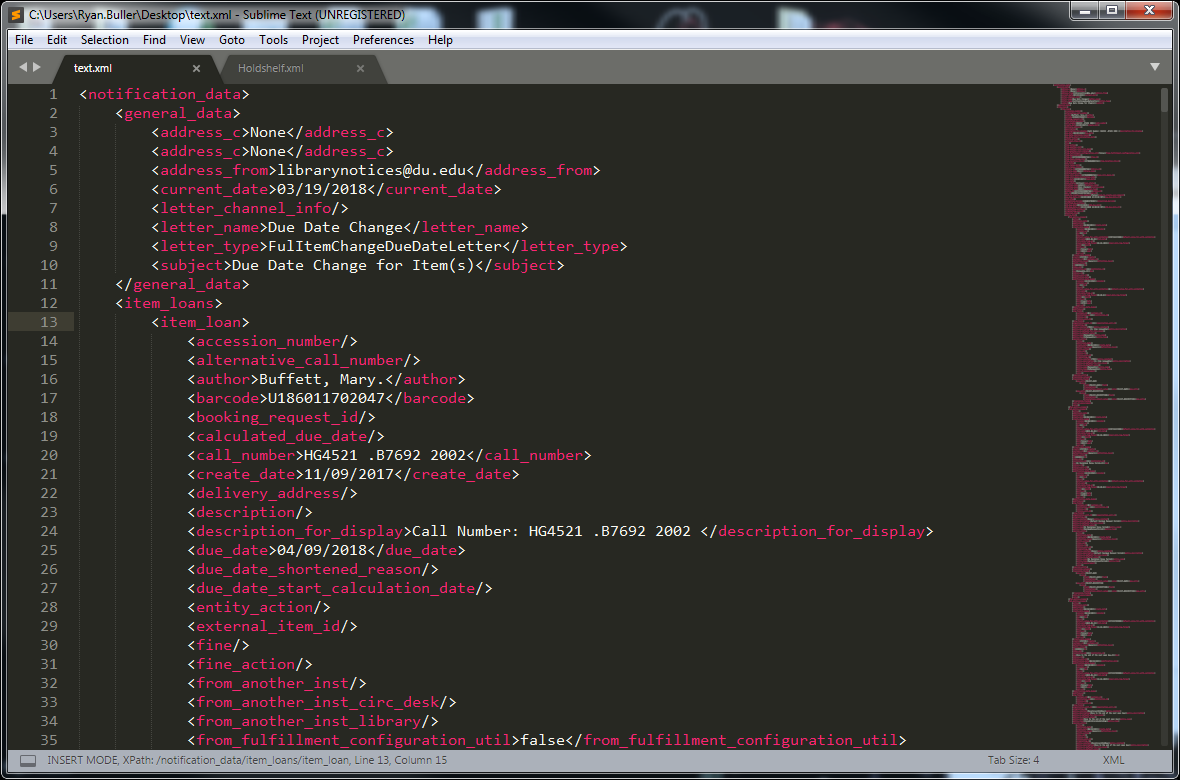 C:\Users\Ryan.Buller\Desktop\text.xml - Sublime Text (UNREGISTERED)
File Edit Selection Find View Goto Tools Project Preferences Help
text.xml Holdshelf.xml
1 <notification_data>
2 <general_data>
3 <address_c>None</address_c>
4 <address_c>None</address_c>
5 <address_from>librarynotices@du.edu</address_from>
6 <current_date>03/19/2018</current_date>
7 <letter_channel_info/>
8 <letter_name>Due Date Change</letter_name>
9 <letter_type>FulItemChangeDueDateLetter</letter_type>
10 <subject>Due Date Change for Item(s)</subject>
11 </general_data>
12 <item_loans>
13 <item_loan>
14 <accession_number/>
15 <alternative_call_number/>
16 <author>Buffett, Mary.</author>
17 <barcode>U186011702047</barcode>
18 <booking_request_id/>
19 <calculated_due_date/>
20 <call_number>HG4521 .B7692 2002</call_number>
21 <create_date>11/09/2017</create_date>
22 <delivery_address/>
23 <description/>
24 <description_for_display>Call Number: HG4521 .B7692 2002 </description_for_display>
25 <due_date>04/09/2018</due_date>
26 <due_date_shortened_reason/>
27 <due_date_start_calculation_date/>
28 <entity_action/>
29 <external_item_id/>
30 <fine/>
31 <fine_action/>
32 <from_another_inst/>
33 <from_another_inst_circ_desk/>
34 <from_another_inst_library/>
35 <from_fulfillment_configuration_util>false</from_fulfillment_configuration_util>
INSERT MODE, XPath: /notification_data/item_loans/item_loan, Line 13, Column 15 Tab Size: 4 XML